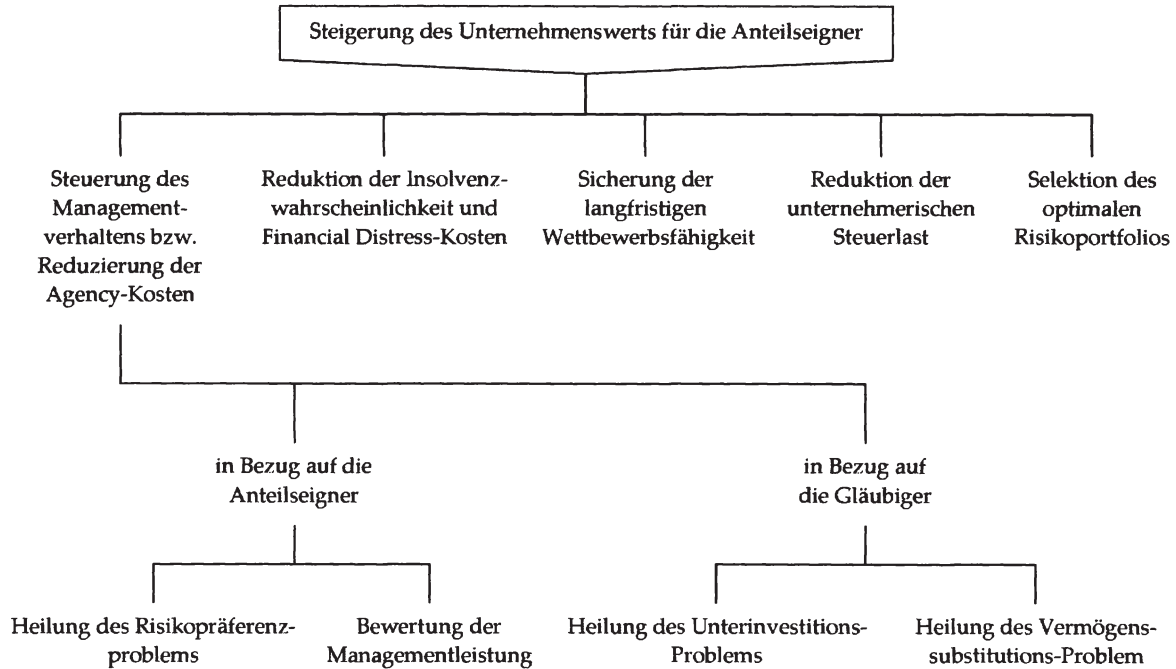 Steigerung des Unternehmenswerts für die Anteilseigner
Steuerung des
Management-
verhaltens bzw.
Reduzierung der
Agency-Kosten
Reduktion der Insolvenz-
wahrscheinlichkeit und
Financial Distress-Kosten
Sicherung der
langfristigen
Wettbewerbsfähigkeit
Reduktion der
unternehmerischen
Steuerlast
Selektion des
optimalen
Risikoportfolios
in Bezug auf die
Anteilseigner
in Bezug auf
die Gläubiger
Heilung des Risikopräferenz-
problems
Bewertung der
Managementleistung
Heilung des Unterinvestitions-
Problems
Heilung des Vermögens-
substitutions-Problem